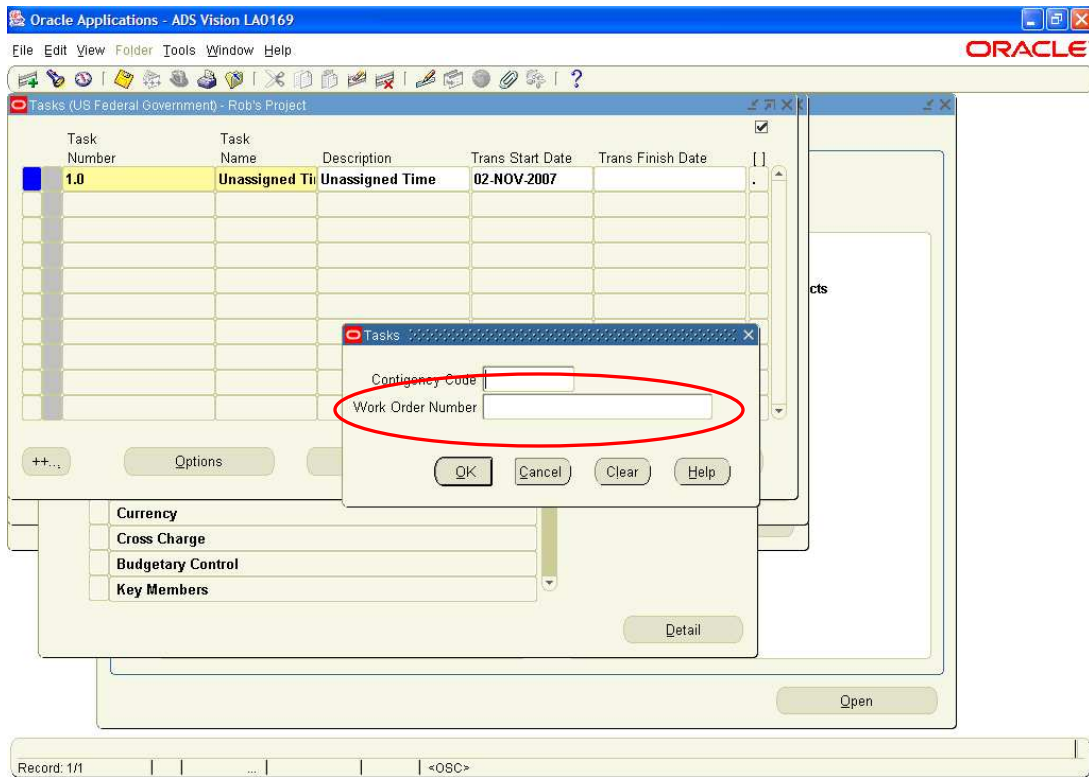 Oracle Applications - ADS Vision LA0169
File Edit View Folder Tools Window Help
ORACLE
Tasks (US Federal Government) - Rob's Project
Task Number
Task Name
Description
Trans Start Date
Trans Finish Date
[ ]
1.0 Unassigned Ti Unassigned Time 02-NOV-2007 .
cts
Tasks
Contigency Code
Work Order Number
OK Cancel Clear Help
++..
Options
Currency
Cross Charge
Budgetary Control
Key Members
Detail
Open
Record: 1/1 ... <OSC>